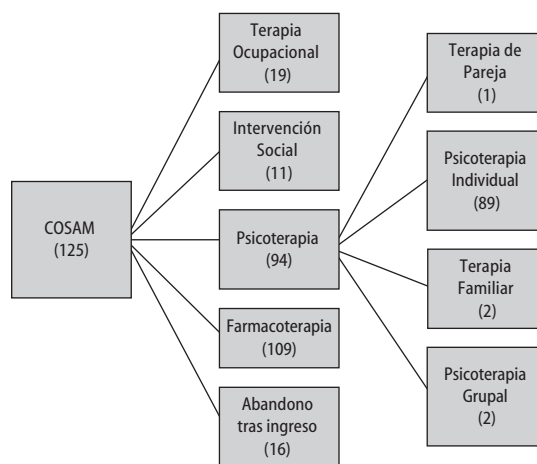 COSAM
(125)
Terapia
Ocupacional
(19)
Intervención
Social
(11)
Psicoterapia
(94)
Farmacoterapia
(109)
Abandono
tras ingreso
(16)
Terapia de
Pareja
(1)
Psicoterapia
Individual
(89)
Terapia
Familiar
(2)
Psicoterapia
Grupal
(2)